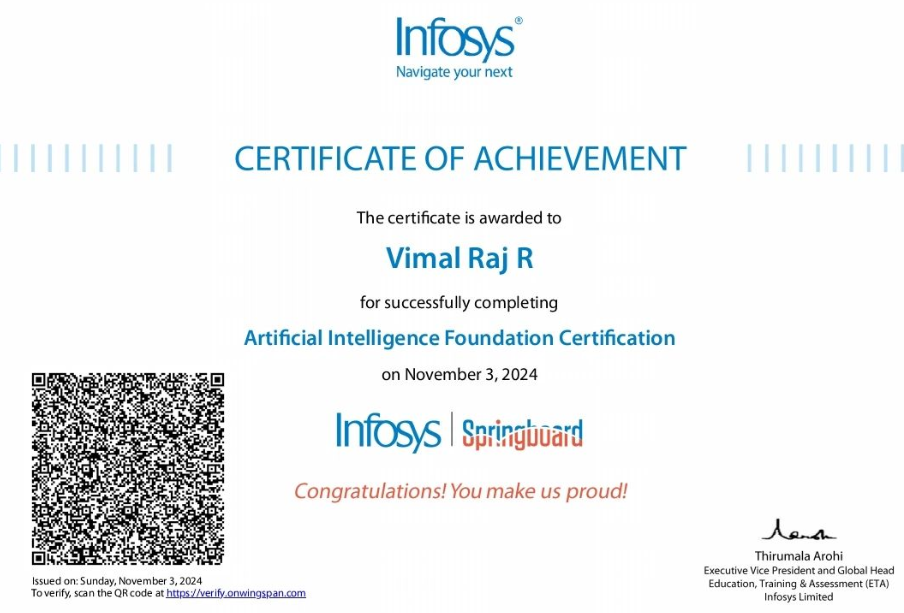 Infosys®
Navigate your next
CERTIFICATE OF ACHIEVEMENT
The certificate is awarded to
Vimal Raj R
for successfully completing
Artificial Intelligence Foundation Certification
on November 3, 2024
Infosys | Springboard
Congratulations! You make us proud!
Issued on: Sunday, November 3, 2024
To verify, scan the QR code at https://verify.onwingspan.com
Thirumala Arohi
Executive Vice President and Global Head
Education, Training & Assessment (ETA)
Infosys Limited